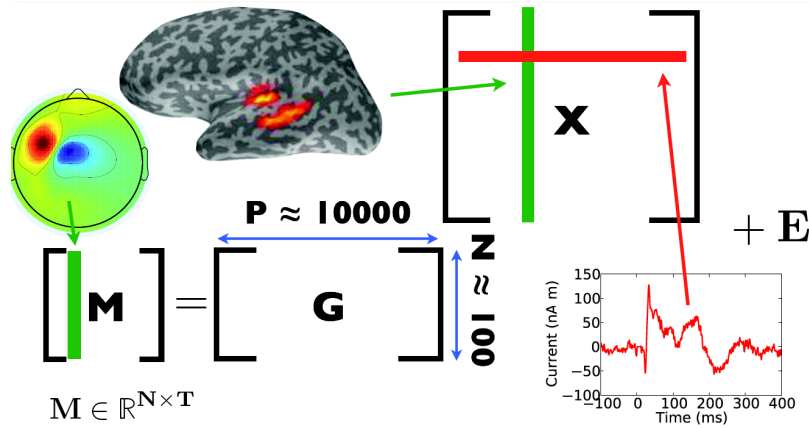 X
P ≈ 10000
+ E
M
=
G
N ≈ 100
M ∈ ℝ^{N×T}
Current (nA m)
150
100
50
0
−50
−100
-100 0 100 200 300 400
Time (ms)